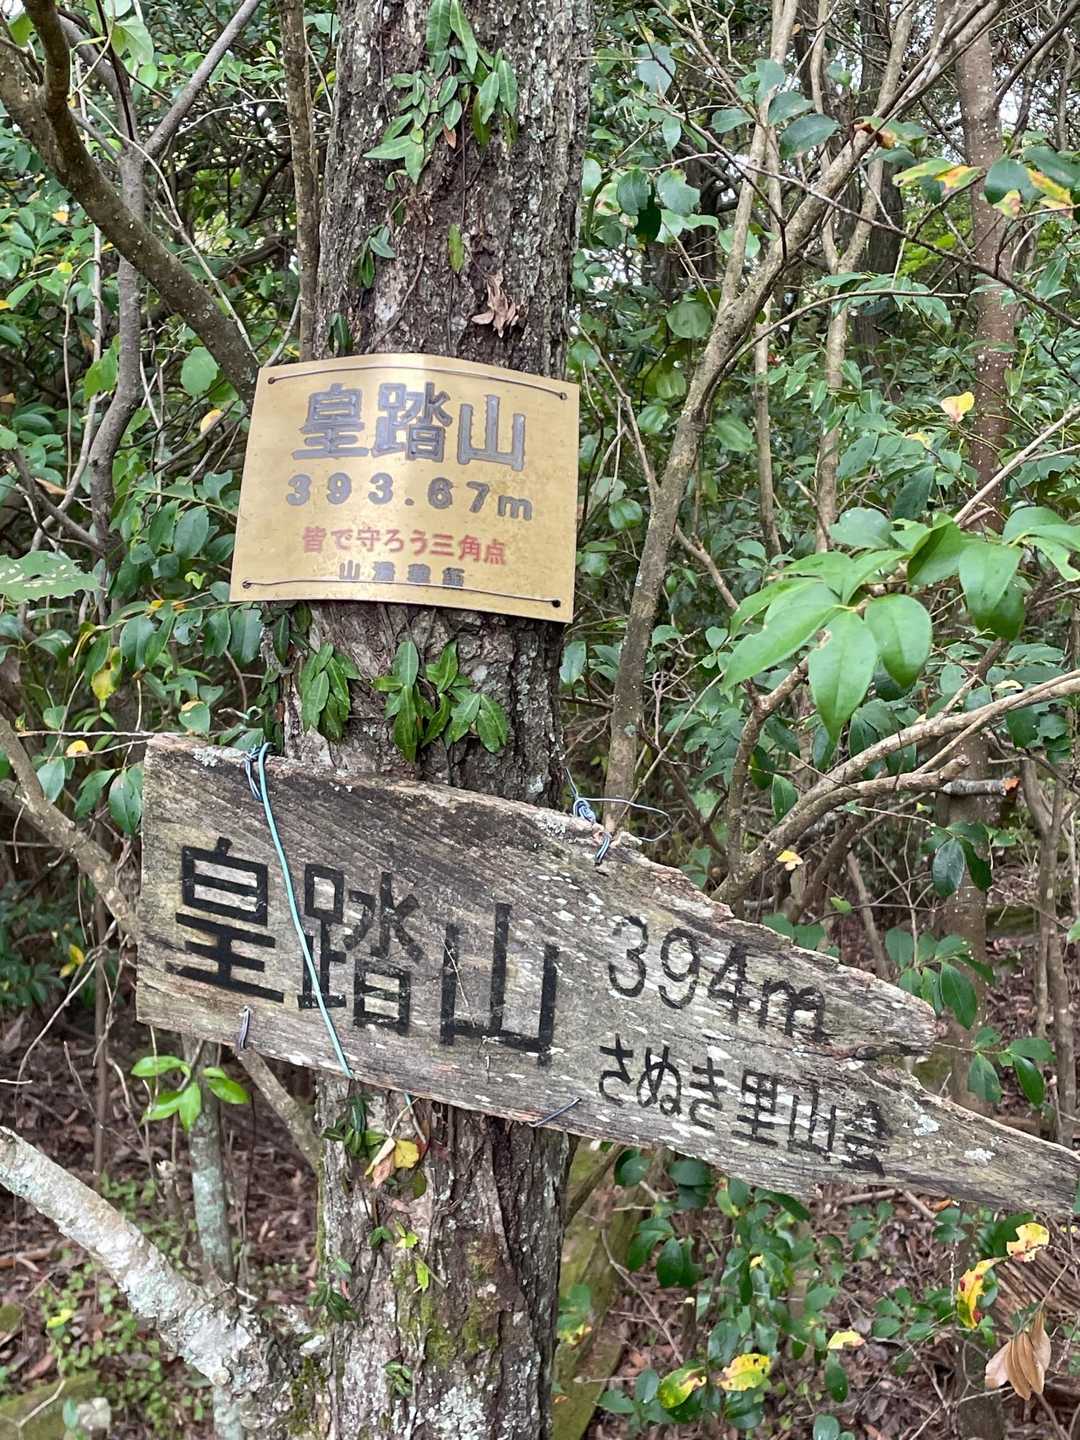 皇踏山
393.67m
皆で守ろう三角点
皇踏山
394m
さぬき里山会